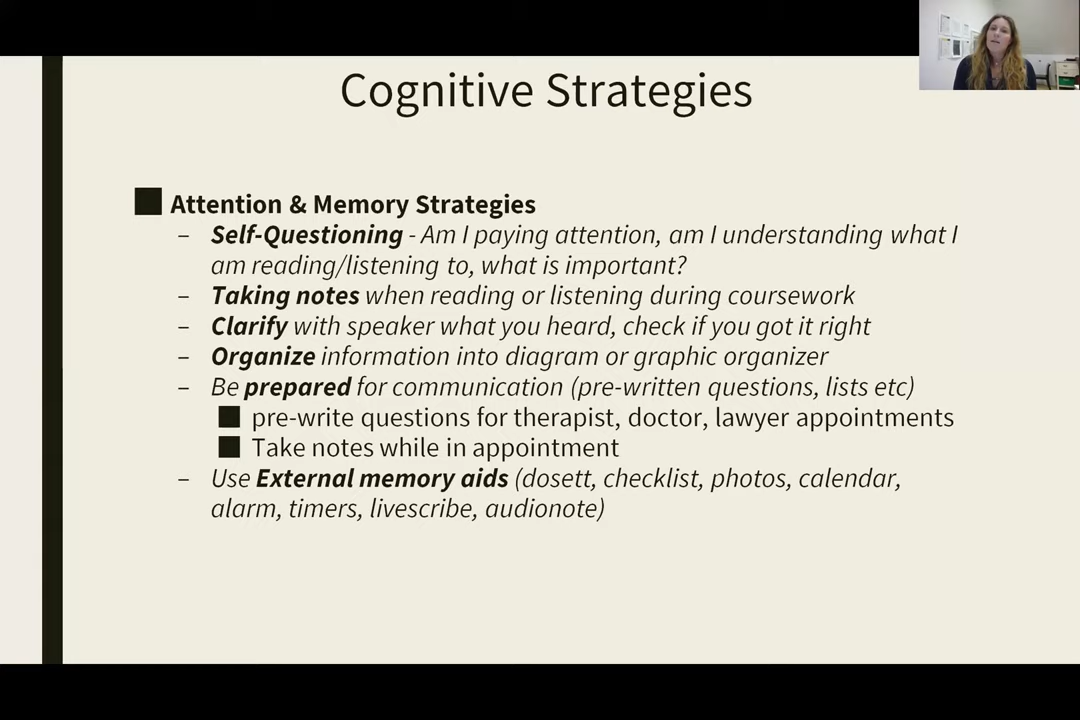 Cognitive Strategies
Attention & Memory Strategies
– Self-Questioning - Am I paying attention, am I understanding what I
am reading/listening to, what is important?
– Taking notes when reading or listening during coursework
– Clarify with speaker what you heard, check if you got it right
– Organize information into diagram or graphic organizer
– Be prepared for communication (pre-written questions, lists etc)
pre-write questions for therapist, doctor, lawyer appointments
Take notes while in appointment
– Use External memory aids (dosett, checklist, photos, calendar,
alarm, timers, livescribe, audionote)